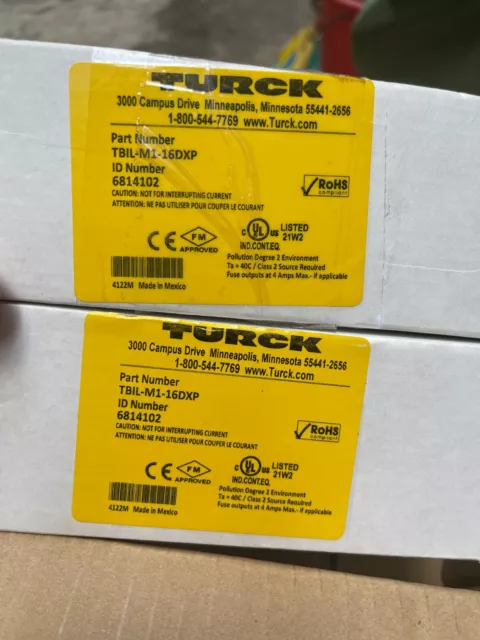 TURCK
3000 Campus Drive Minneapolis, Minnesota 55441-2656
1-800-544-7769 www.Turck.com
Part Number
TBIL-M1-16DXP
ID Number
6814102
CAUTION: NOT FOR INTERRUPTING CURRENT
ATTENTION: NE PAS UTILISER POUR COUPER LE COURANT
RoHS
compliant
CE
FM
APPROVED
c UL us LISTED
21W2
IND.CONT.EQ.
Pollution Degree 2 Environment
Ta = 40C / Class 2 Source Required
Fuse outputs at 4 Amps Max.- if applicable
4122M Made in Mexico
TURCK
3000 Campus Drive Minneapolis, Minnesota 55441-2656
1-800-544-7769 www.Turck.com
Part Number
TBIL-M1-16DXP
ID Number
6814102
CAUTION: NOT FOR INTERRUPTING CURRENT
ATTENTION: NE PAS UTILISER POUR COUPER LE COURANT
RoHS
compliant
CE
FM
APPROVED
c UL us LISTED
21W2
IND.CONT.EQ.
Pollution Degree 2 Environment
Ta = 40C / Class 2 Source Required
Fuse outputs at 4 Amps Max.- if applicable
4122M Made in Mexico